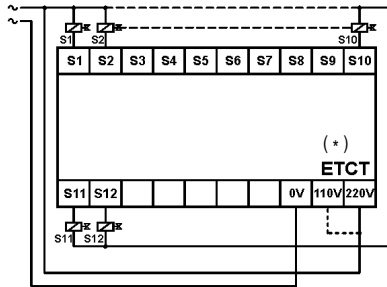 ~
~
S1 S2 S10
S1 S2 S3 S4 S5 S6 S7 S8 S9 S10
(*)
ETCT
S11 S12 0V 110V 220V
S11 S12